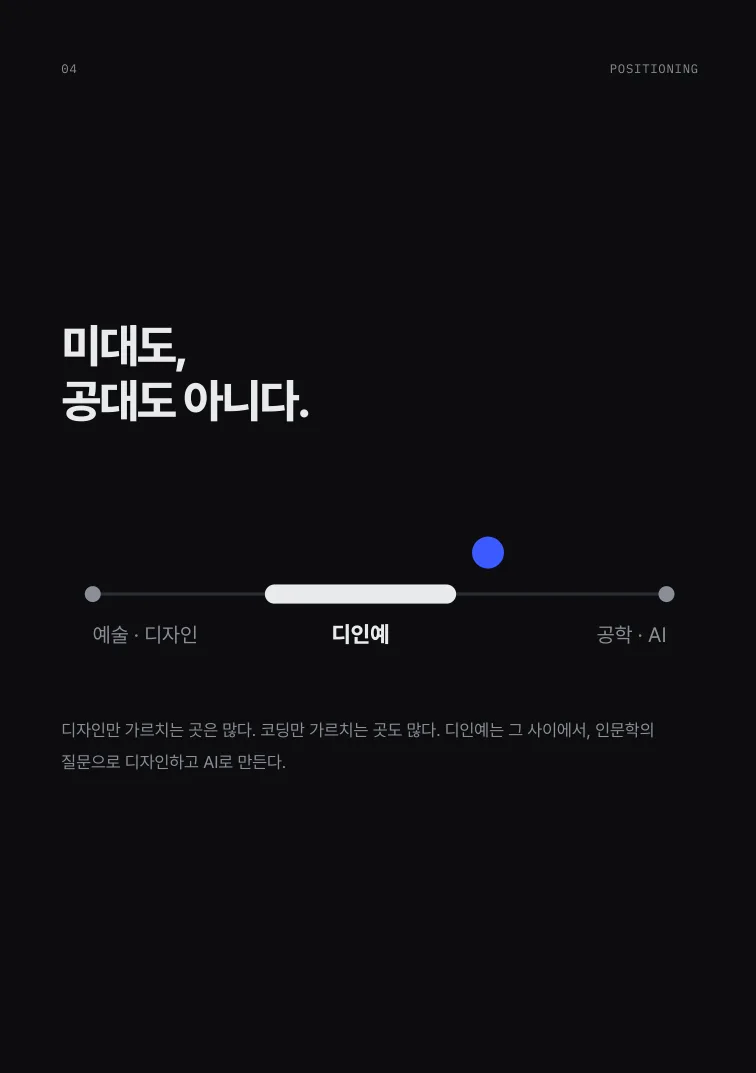 04
POSITIONING
미대도,
공대도 아니다.
예술 · 디자인
디인예
공학 · AI
디자인만 가르치는 곳은 많다. 코딩만 가르치는 곳도 많다. 디인예는 그 사이에서, 인문학의
질문으로 디자인하고 AI로 만든다.